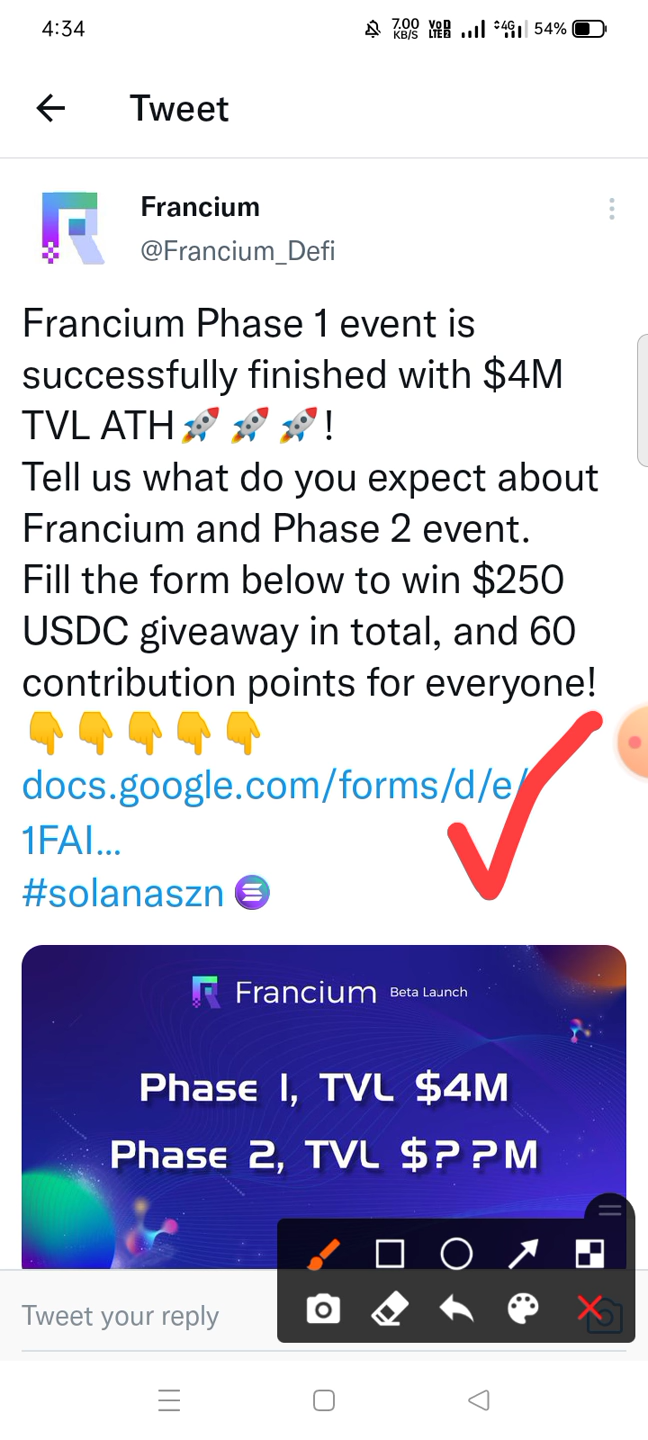 4:34
7.00 KB/S VoD LTE2 4G 54%
Tweet
Francium
@Francium_Defi
Francium Phase 1 event is
successfully finished with $4M
TVL ATH🚀🚀🚀!
Tell us what do you expect about
Francium and Phase 2 event.
Fill the form below to win $250
USDC giveaway in total, and 60
contribution points for everyone!
👇👇👇👇👇
docs.google.com/forms/d/e/
1FAI...
#solanaszn
Francium Beta Launch
Phase 1, TVL $4M
Phase 2, TVL $??M
Tweet your reply